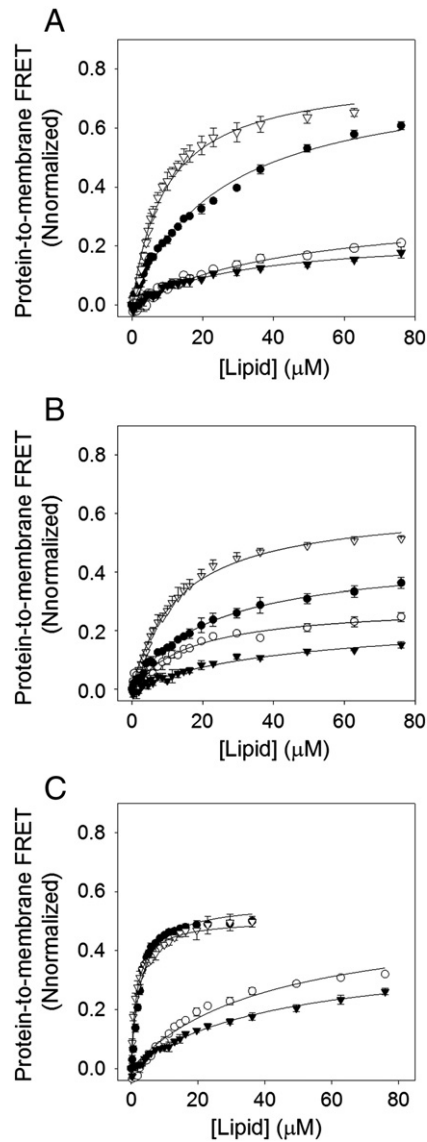 A
Protein-to-membrane FRET
(Nnormalized)
0.8
0.6
0.4
0.2
0.0
0 20 40 60 80
[Lipid] (μM)
B
Protein-to-membrane FRET
(Nnormalized)
0.8
0.6
0.4
0.2
0.0
0 20 40 60 80
[Lipid] (μM)
C
Protein-to-membrane FRET
(Nnormalized)
0.8
0.6
0.4
0.2
0.0
0 20 40 60 80
[Lipid] (μM)